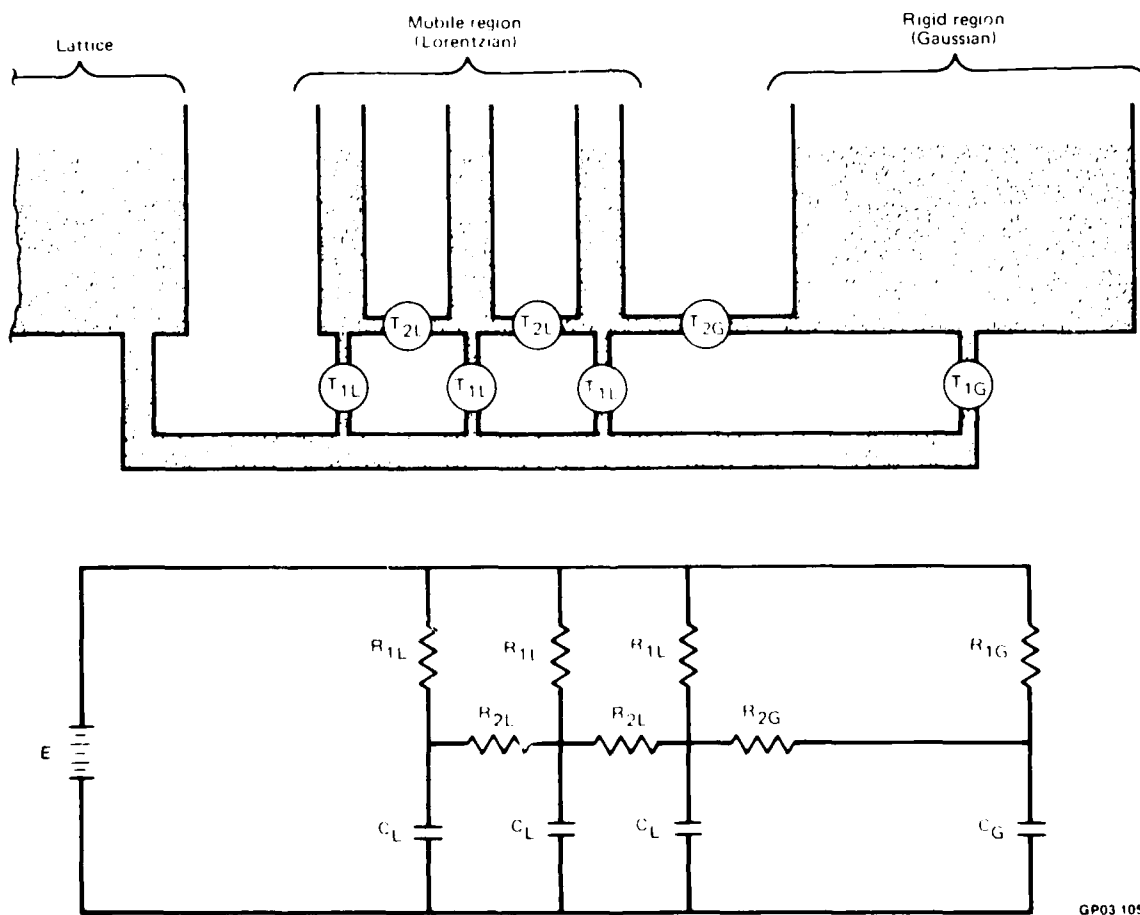 Lattice
Mobile region
(Lorentzian)
Rigid region
(Gaussian)
T2L
T2L
T2G
T1L
T1L
T1L
T1G
R1L
R1L
R1L
R1G
R2L
R2L
R2G
E
CL
CL
CL
CG
GP03 105